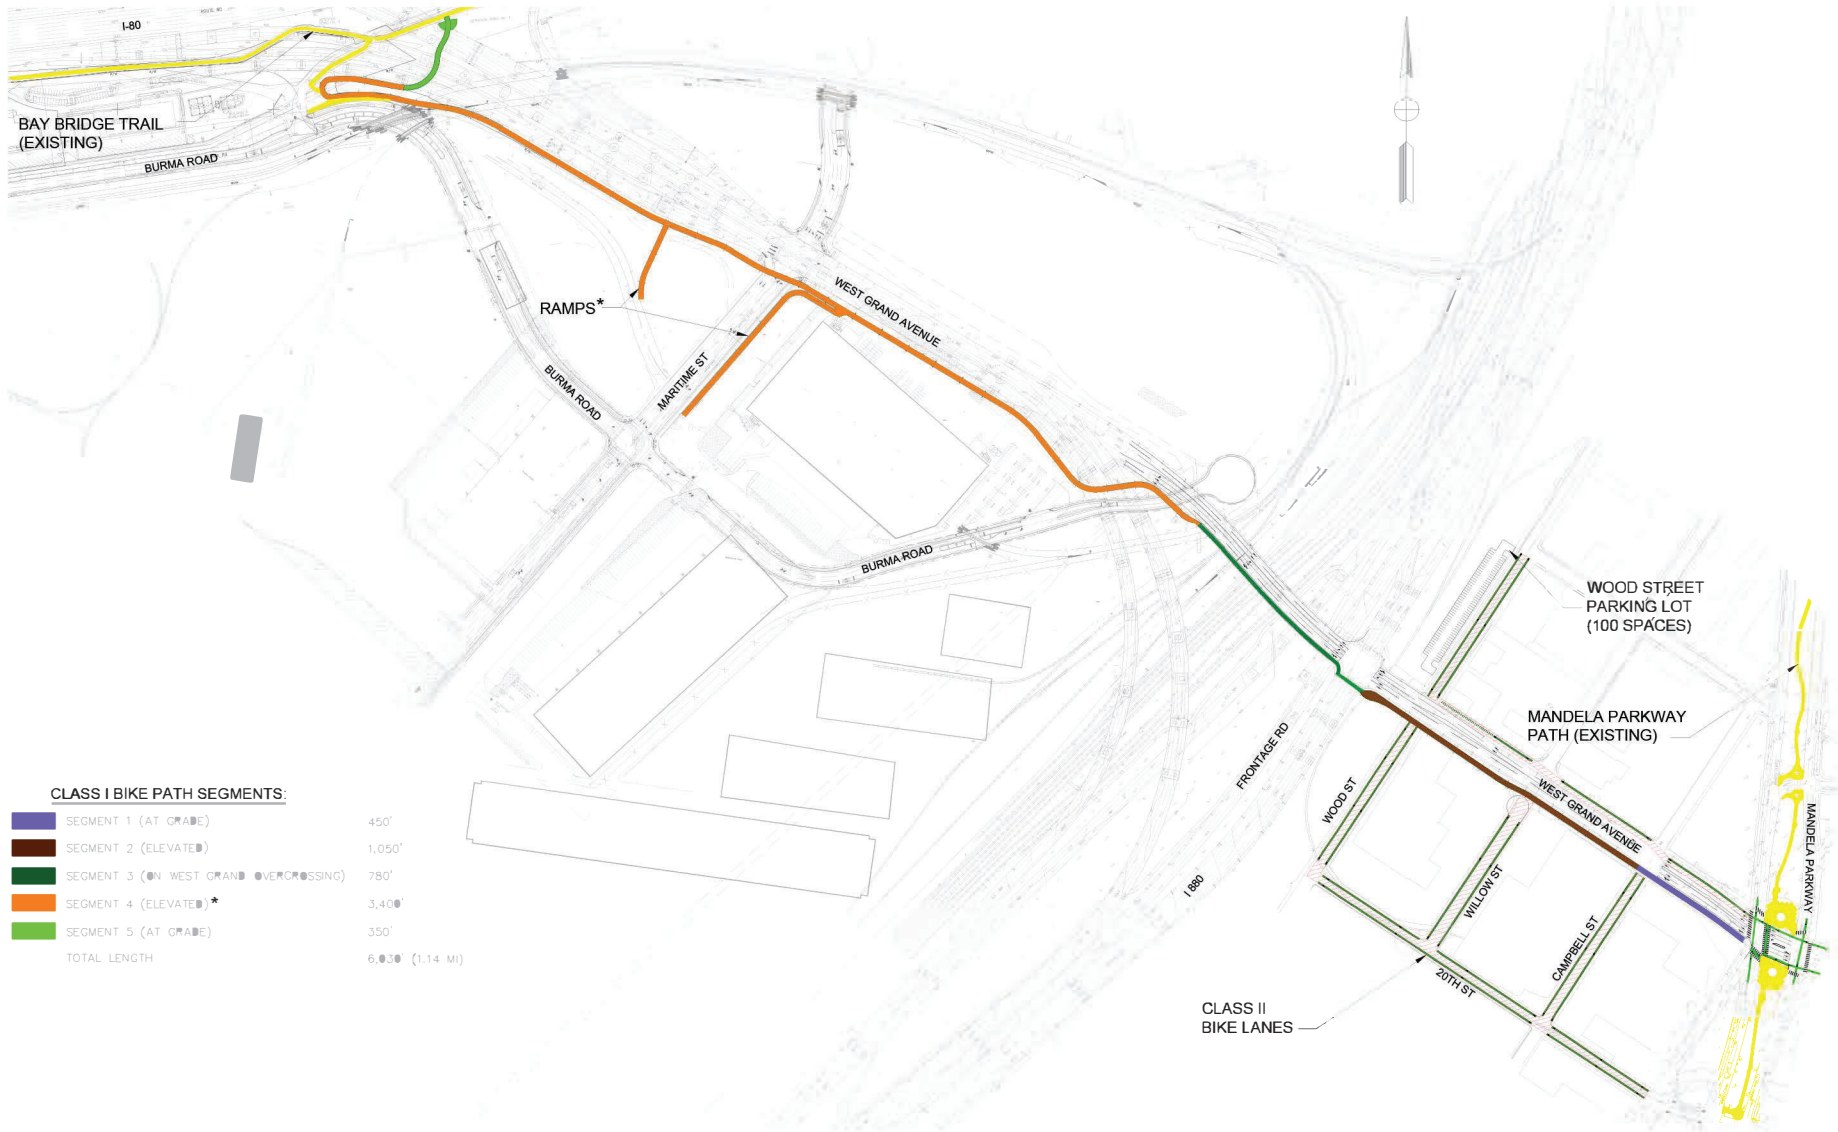 I-80
BAY BRIDGE TRAIL
(EXISTING)
BURMA ROAD
RAMPS*
WEST GRAND AVENUE
MARITIME ST
BURMA ROAD
BURMA ROAD
WOOD STREET
PARKING LOT
(100 SPACES)
MANDELA PARKWAY
PATH (EXISTING)
FRONTAGE RD
WOOD ST
WEST GRAND AVENUE
MANDELA PARKWAY
I 880
WILLOW ST
CAMPBELL ST
20TH ST
CLASS II
BIKE LANES
CLASS I BIKE PATH SEGMENTS:
SEGMENT 1 (AT GRADE) 450'
SEGMENT 2 (ELEVATED) 1,050'
SEGMENT 3 (ON WEST GRAND OVERCROSSING) 780'
SEGMENT 4 (ELEVATED)* 3,400'
SEGMENT 5 (AT GRADE) 350'
TOTAL LENGTH 6,030' (1.14 MI)